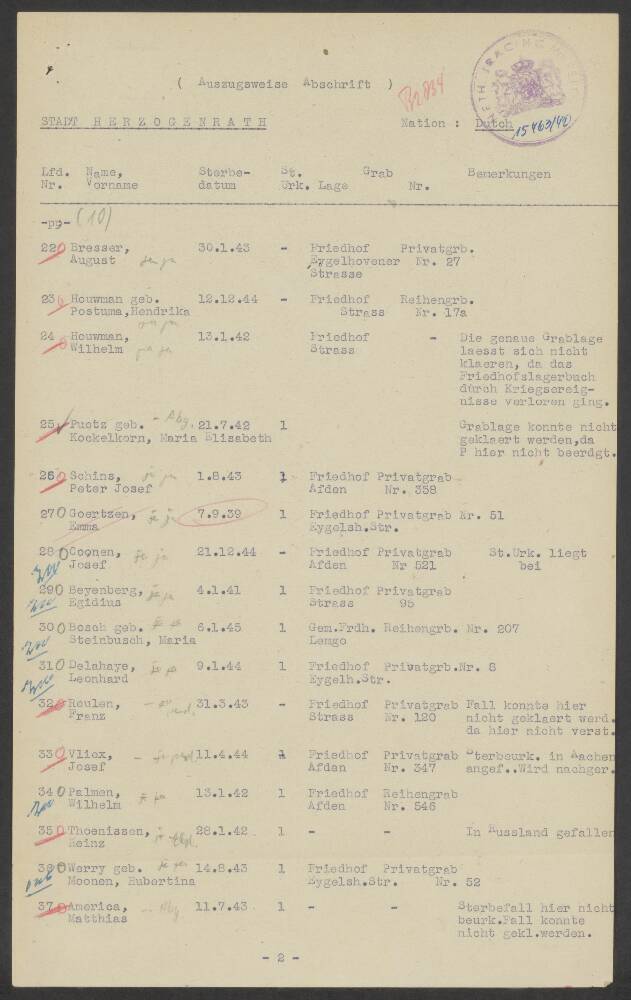 ( Auszugsweise Abschrift )
Br.834
STADT HERZOGENRATH
Nation : Dutch
15463/40
Lfd. Name, Sterbe- St. Grab Bemerkungen
Nr. Vorname datum Urk. Lage Nr.
-pp- (10)
22 Bresser, 30.1.43 - Friedhof Privatgrb.
August Eygelhovener Nr. 27
Strasse
23 Houwman geb. 12.12.44 - Friedhof Reihengrb.
Postuma,Hendrika Strass Nr. 17a
24 Houwman, 13.1.42 Friedhof - Die genaue Grablage
Wilhelm Strass laesst sich nicht
klaeren, da das
Friedhofslagerbuch
durch Kriegsereig-
nisse verloren ging.
25 Puetz geb. - Abg. 21.7.42 1 Grablage konnte nicht
Kockelkorn, Maria Elisabeth geklaert werden,da
P hier nicht beerdgt.
26 Schins, 1.8.43 1 Friedhof Privatgrab
Peter Josef Afden Nr. 358
27 Goertzen, 7.9.39 1 Friedhof Privatgrab Nr. 51
Emma Eygelsh.Str.
28 Coonen, 21.12.44 - Friedhof Privatgrab St.Urk. liegt
Josef Afden Nr 521 bei
29 Beyenberg, 4.1.41 1 Friedhof Privatgrab
Egidius Strass 95
30 Bosch geb. 6.1.45 1 Gem.Frdh. Reihengrb. Nr. 207
Steinbusch, Maria Lemgo
31 Delahaye, 9.1.44 1 Friedhof Privatgrb.Nr. 8
Leonhard Eygelh.Str.
32 Reulen, 31.3.43 - Friedhof Privatgrab Fall konnte hier
Franz Strass Nr. 120 nicht geklaert werd.
da hier nicht verst.
33 Vliex, 11.4.44 1 Friedhof Privatgrab Sterbeurk. in Aachen
Josef Afden Nr. 347 angef..Wird nachger.
34 Palmen, 13.1.42 1 Friedhof Reihengrab
Wilhelm Afden Nr. 546
35 Thoenissen, 28.1.42 1 - - In Russland gefallen
Heinz
36 Werry geb. 14.8.43 1 Friedhof Privatgrab
Moonen, Hubertina Eygelsh.Str. Nr. 52
37 America, - Abg 11.7.43 1 - - Sterbefall hier nicht
Matthias beurk.Fall konnte
nicht gekl.werden.
- 2 -